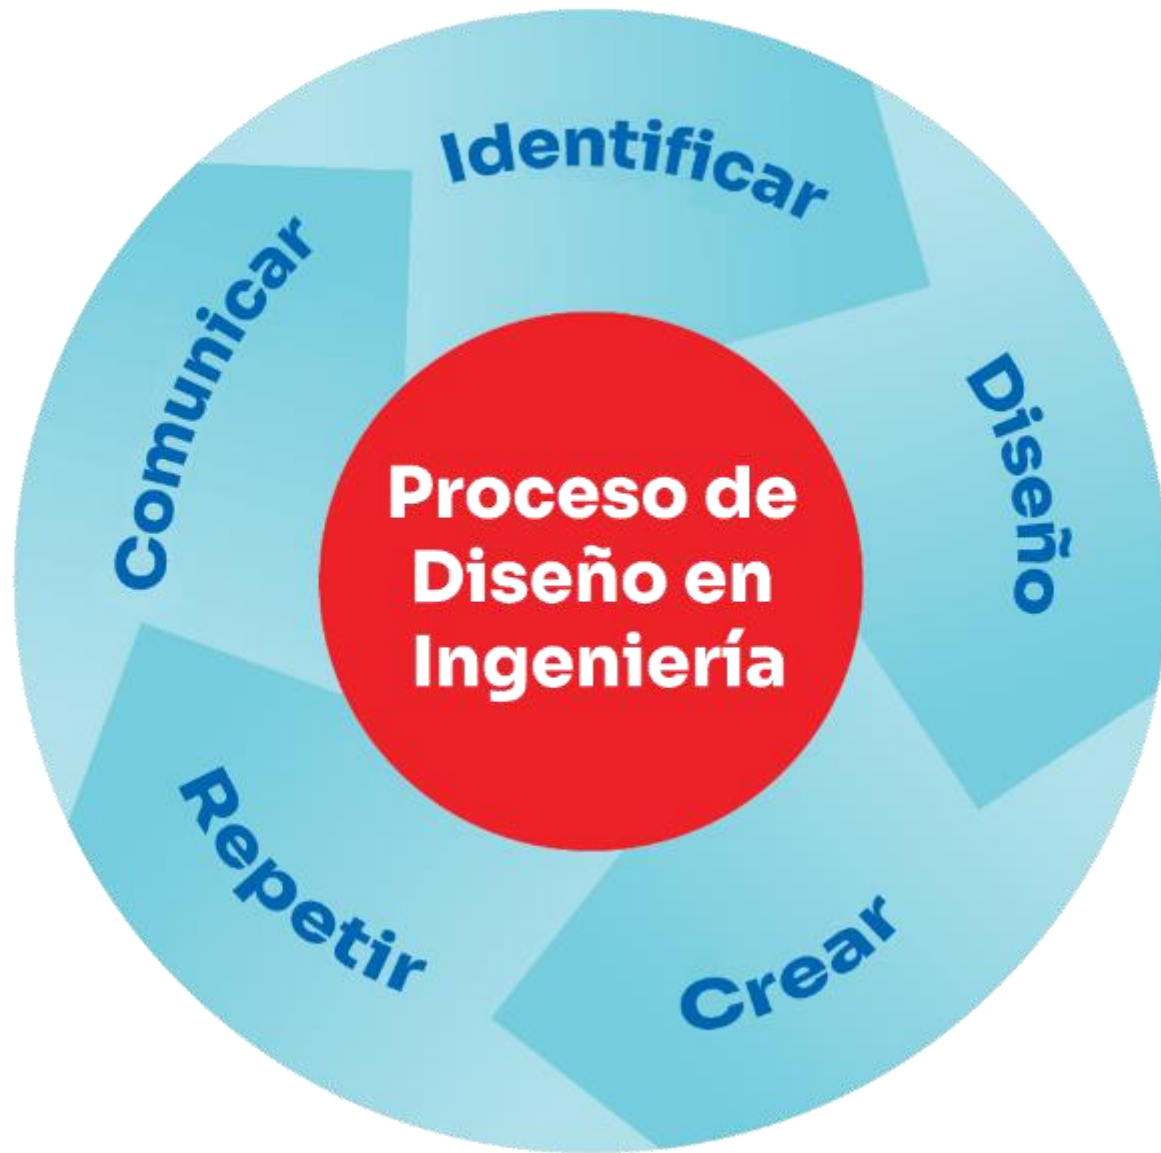 Identificar
Diseño
Crear
Repetir
Comunicar
Proceso de
Diseño en
Ingeniería